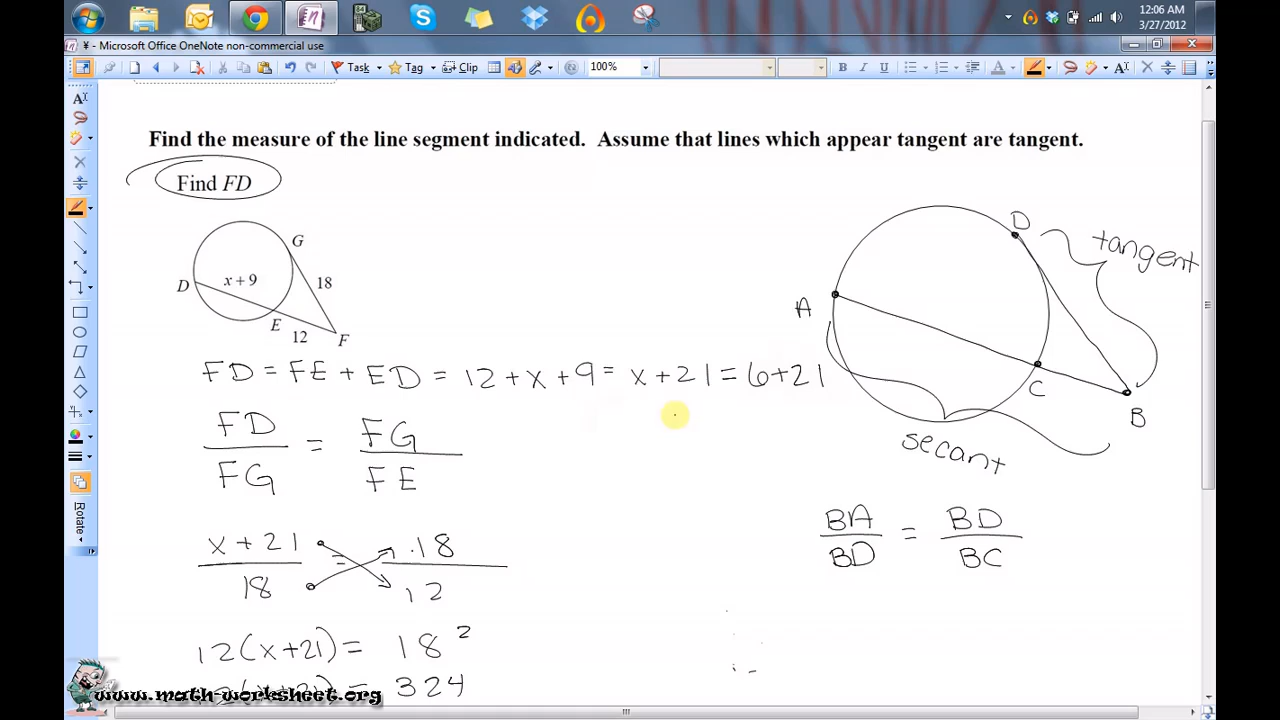 12:06 AM
3/27/2012
¥ - Microsoft Office OneNote non-commercial use
Task
Tag
Clip
100%
B I U
A
Find the measure of the line segment indicated. Assume that lines which appear tangent are tangent.
Find FD
G
D
x + 9
18
E
12
F
D
tangent
A
C
B
secant
FD = FE + ED = 12 + x + 9 = x + 21 = 6 + 21
FD/FG = FG/FE
BA/BD = BD/BC
x + 21/18 = 18/12
12(x+21) = 18²
12(x+21) = 324
Rotate
www.math-worksheet.org